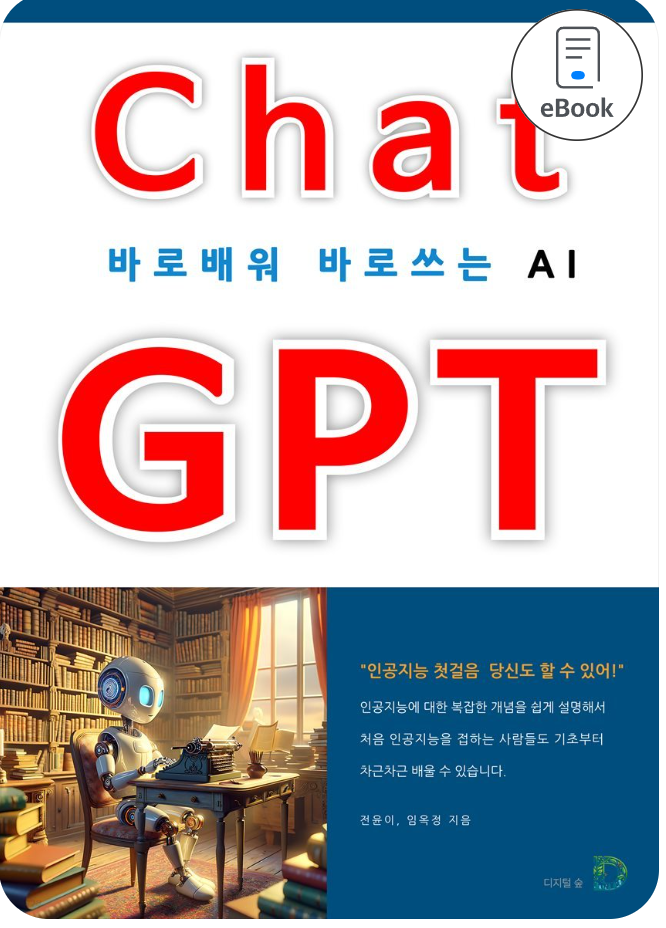 eBook
Chat
바로배워 바로쓰는 AI
GPT
"인공지능 첫걸음 당신도 할 수 있어!"
인공지능에 대한 복잡한 개념을 쉽게 설명해서
처음 인공지능을 접하는 사람들도 기초부터
차근차근 배울 수 있습니다.
전윤이, 임옥정 지음
디지털 숲